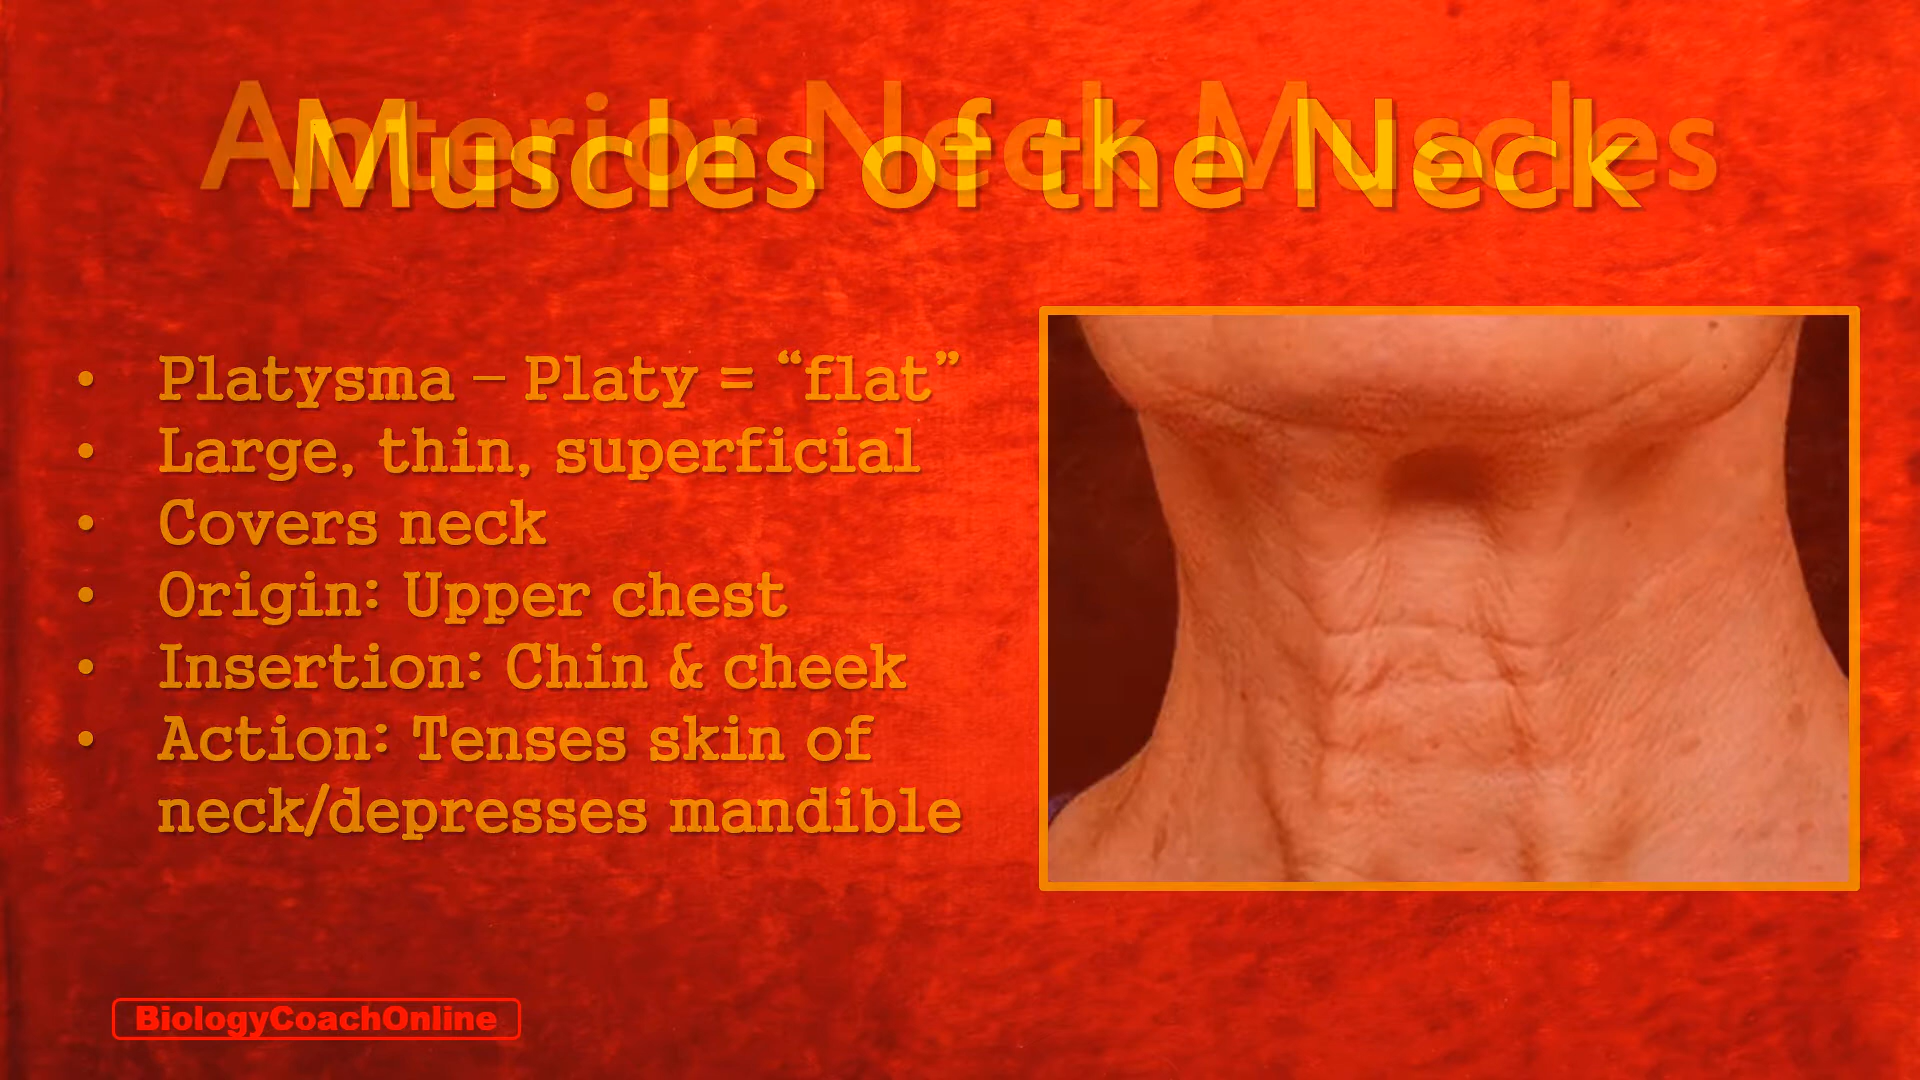 Anterior Neck Muscles
Muscles of the Neck
• Platysma – Platy = “flat”
• Large, thin, superficial
• Covers neck
• Origin: Upper chest
• Insertion: Chin & cheek
• Action: Tenses skin of
neck/depresses mandible
BiologyCoachOnline